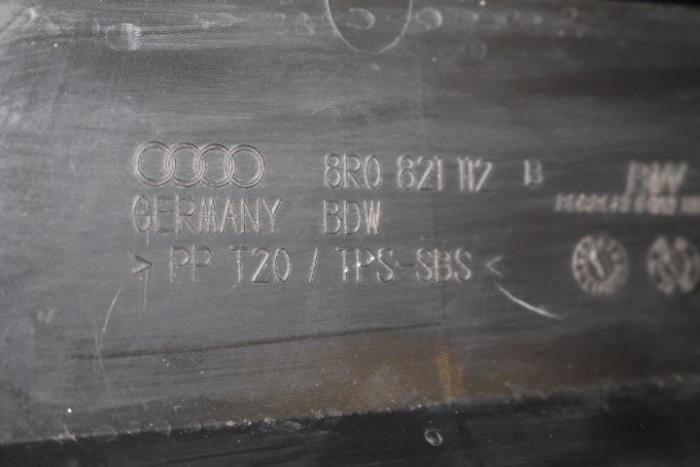 8R0 821 112 B
GERMANY BDW
> PP T20 / TPS-SBS <